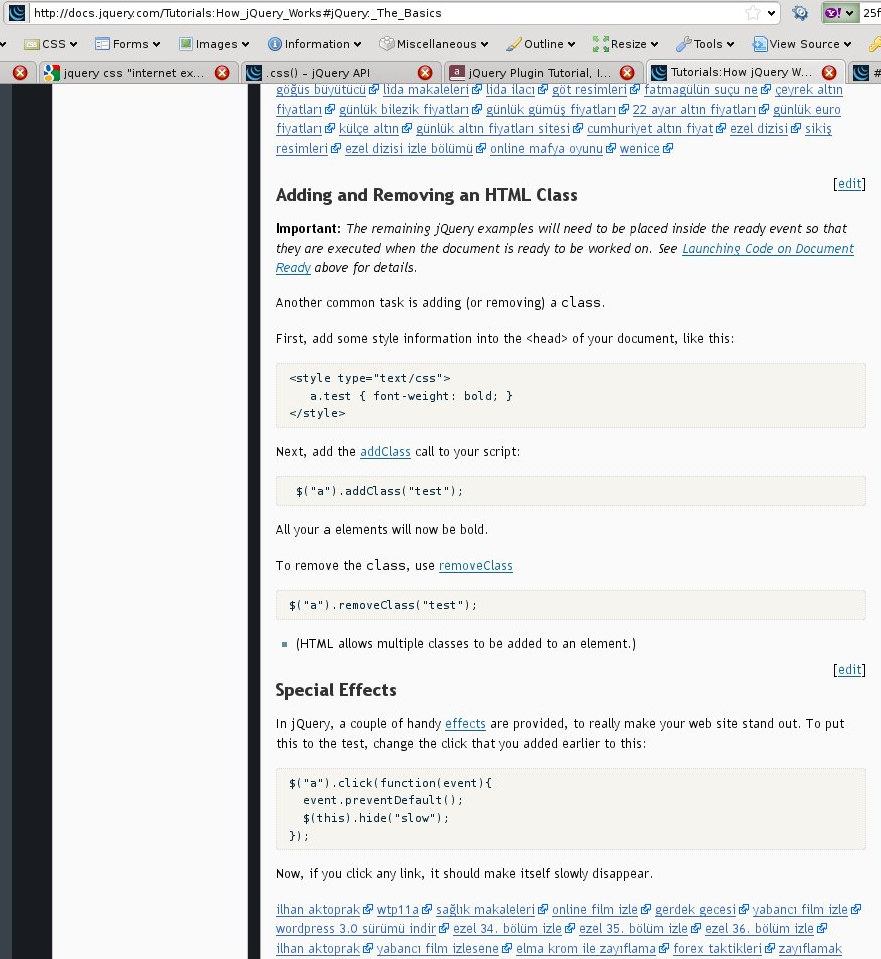 http://docs.jquery.com/Tutorials:How_jQuery_Works#jQuery:_The_Basics 25f
CSS Forms Images Information Miscellaneous Outline Resize Tools View Source
jquery css "internet ex... .css() – jQuery API jQuery Plugin Tutorial, I... Tutorials:How jQuery W... #
göğüs büyütücü lida makaleleri lida ilacı göt resimleri fatmagülün suçu ne çeyrek altın
fiyatları günlük bilezik fiyatları günlük gümüş fiyatları 22 ayar altın fiyatları günlük euro
fiyatları külçe altın günlük altın fiyatları sitesi cumhuriyet altın fiyat ezel dizisi sikiş
resimleri ezel dizisi izle bölümü online mafya oyunu wenice
[edit]
Adding and Removing an HTML Class
Important: The remaining jQuery examples will need to be placed inside the ready event so that
they are executed when the document is ready to be worked on. See Launching Code on Document
Ready above for details.
Another common task is adding (or removing) a class.
First, add some style information into the <head> of your document, like this:
<style type="text/css">
a.test { font-weight: bold; }
</style>
Next, add the addClass call to your script:
$("a").addClass("test");
All your a elements will now be bold.
To remove the class, use removeClass
$("a").removeClass("test");
(HTML allows multiple classes to be added to an element.)
[edit]
Special Effects
In jQuery, a couple of handy effects are provided, to really make your web site stand out. To put
this to the test, change the click that you added earlier to this:
$("a").click(function(event){
event.preventDefault();
$(this).hide("slow");
});
Now, if you click any link, it should make itself slowly disappear.
ilhan aktoprak wtp11a sağlık makaleleri online film izle gerdek gecesi yabancı film izle
wordpress 3.0 sürümü indir ezel 34. bölüm izle ezel 35. bölüm izle ezel 36. bölüm izle
ilhan aktoprak yabancı film izlesene elma krom ile zayıflama forex taktikleri zayıflamak